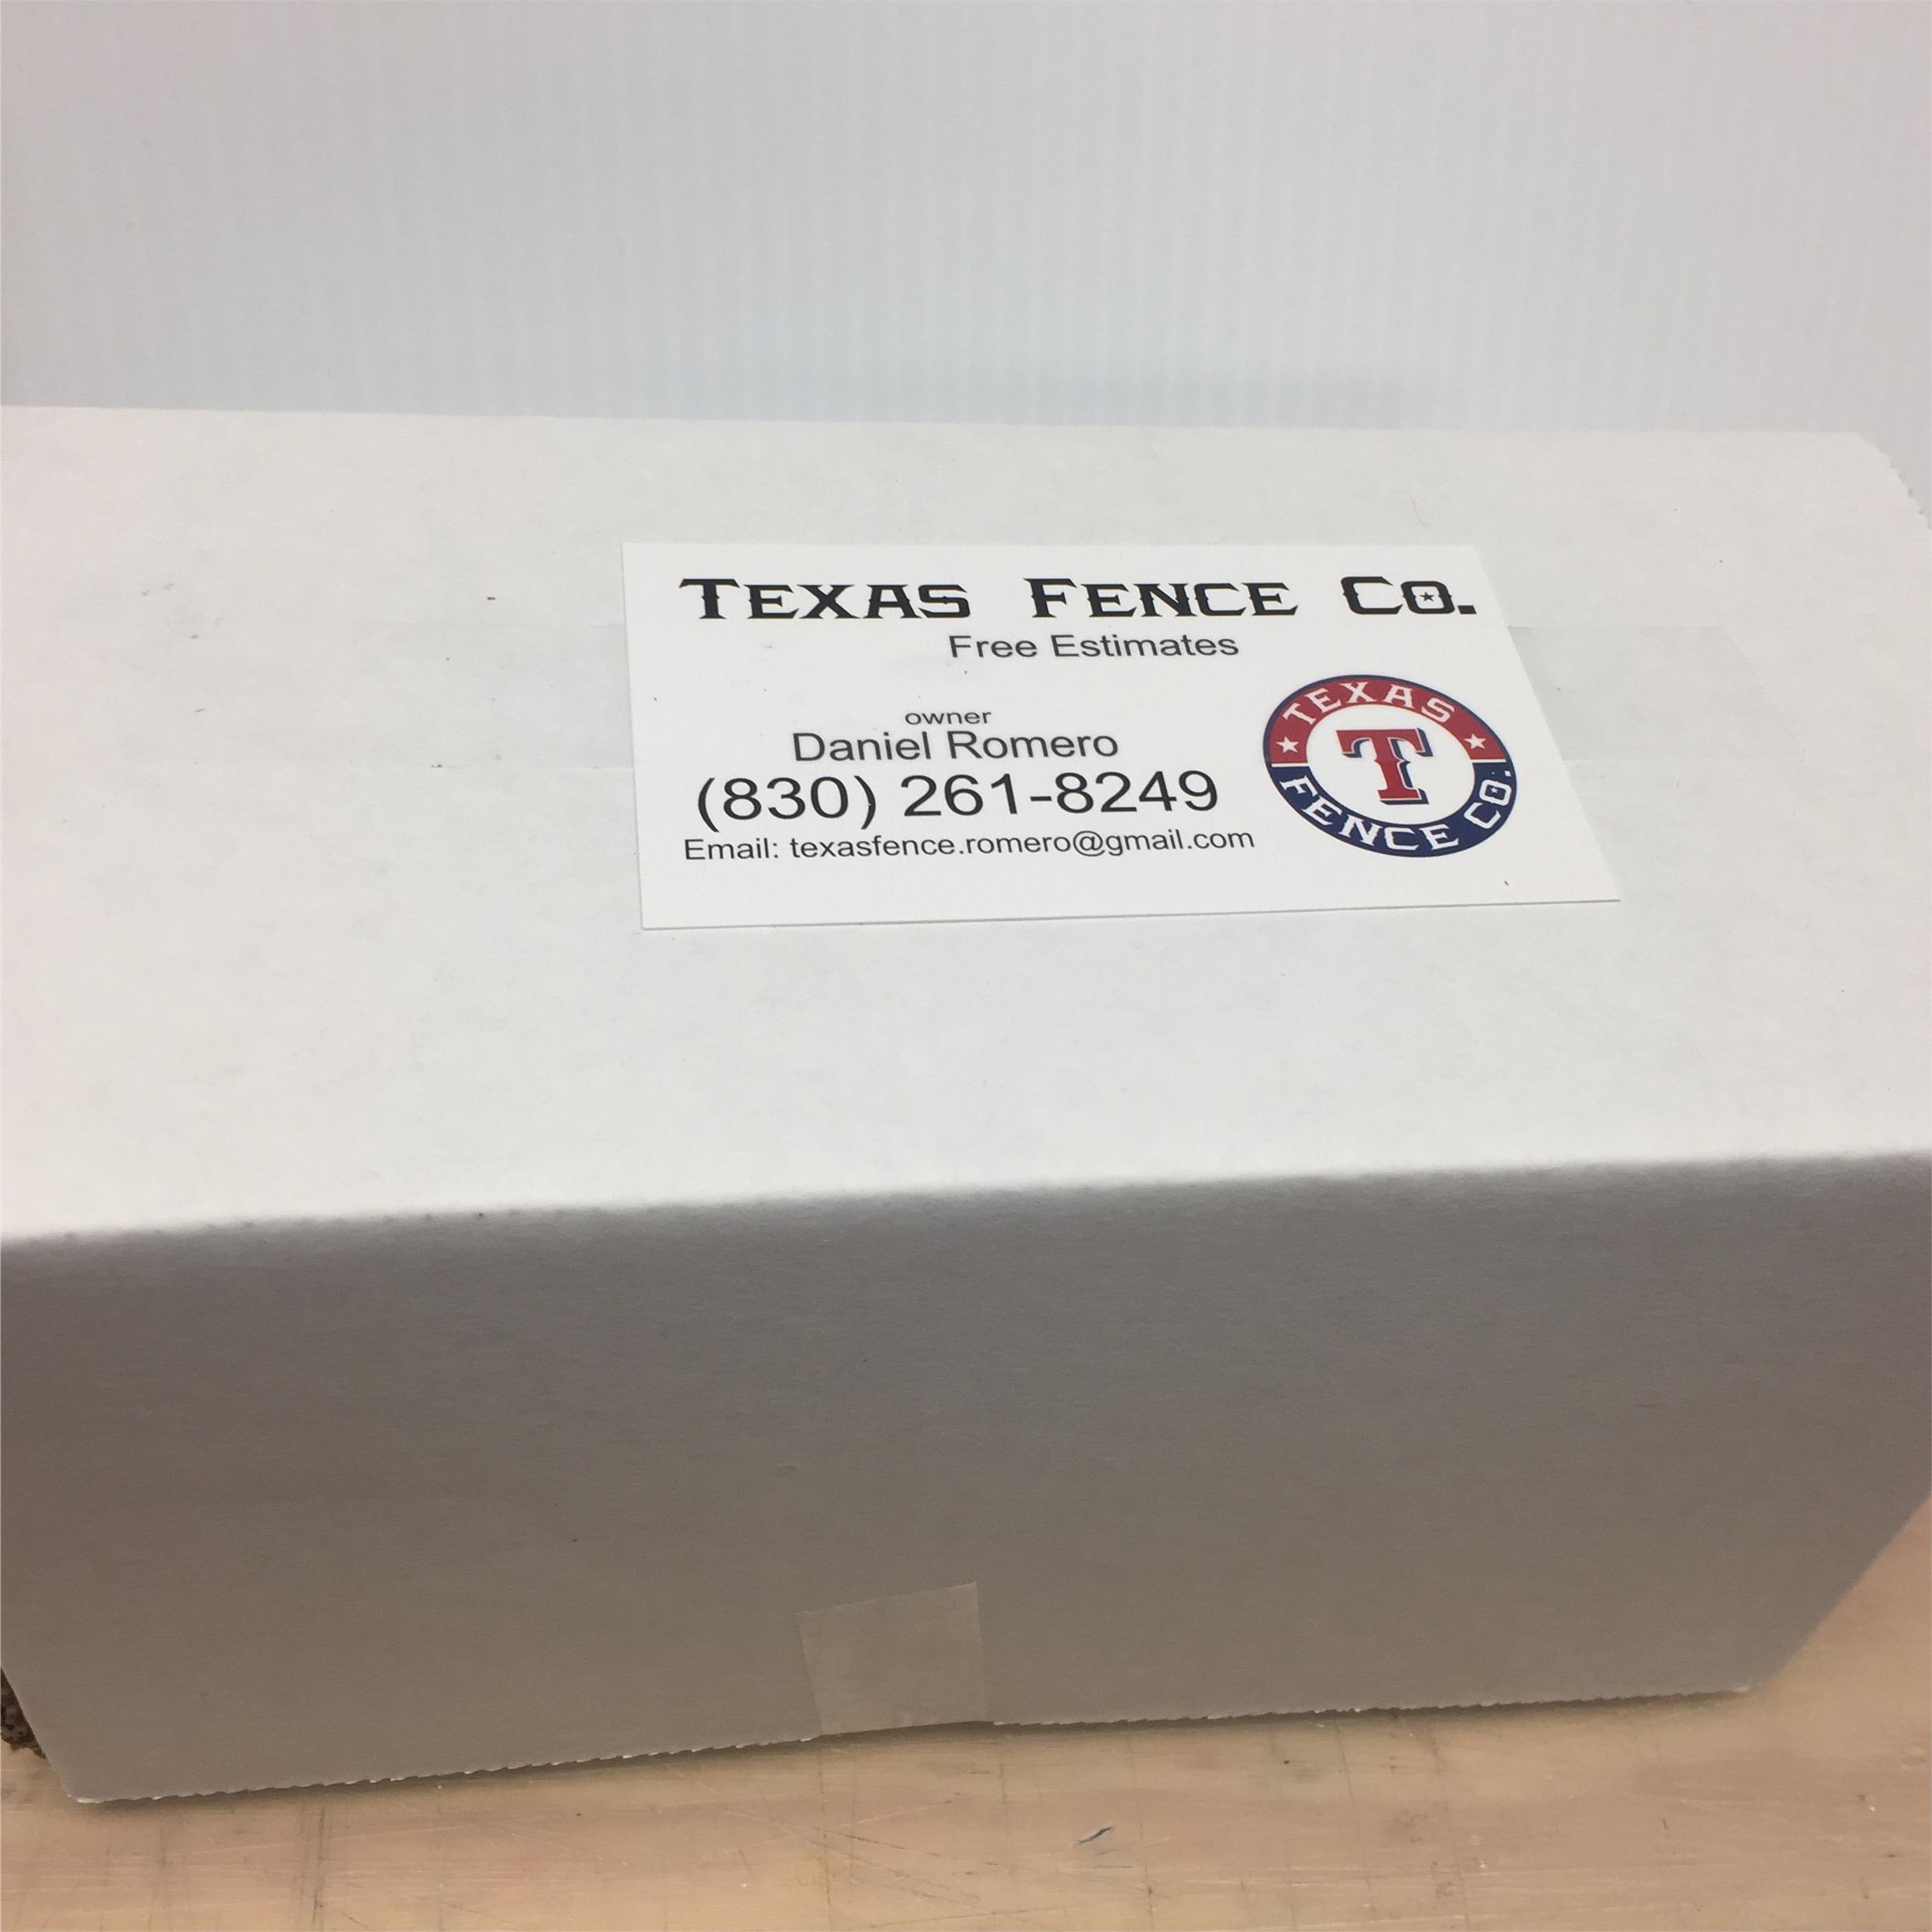 TEXAS FENCE CO.
Free Estimates
owner
Daniel Romero
(830) 261-8249
Email: texasfence.romero@gmail.com
TEXAS
T
FENCE CO.